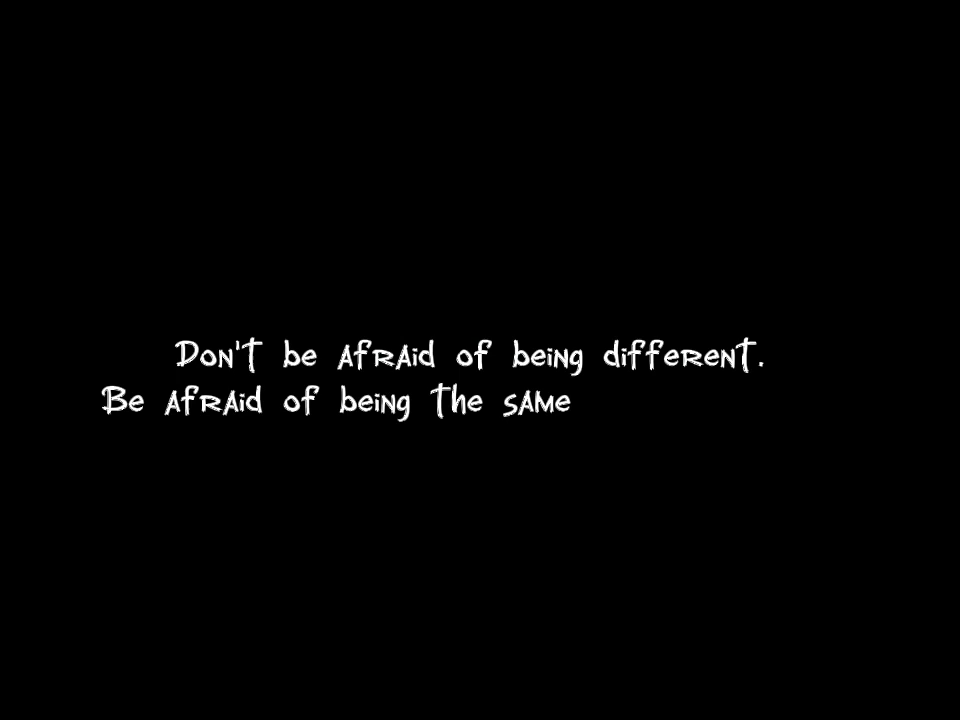 Don't be afraid of being different.
Be afraid of being the same